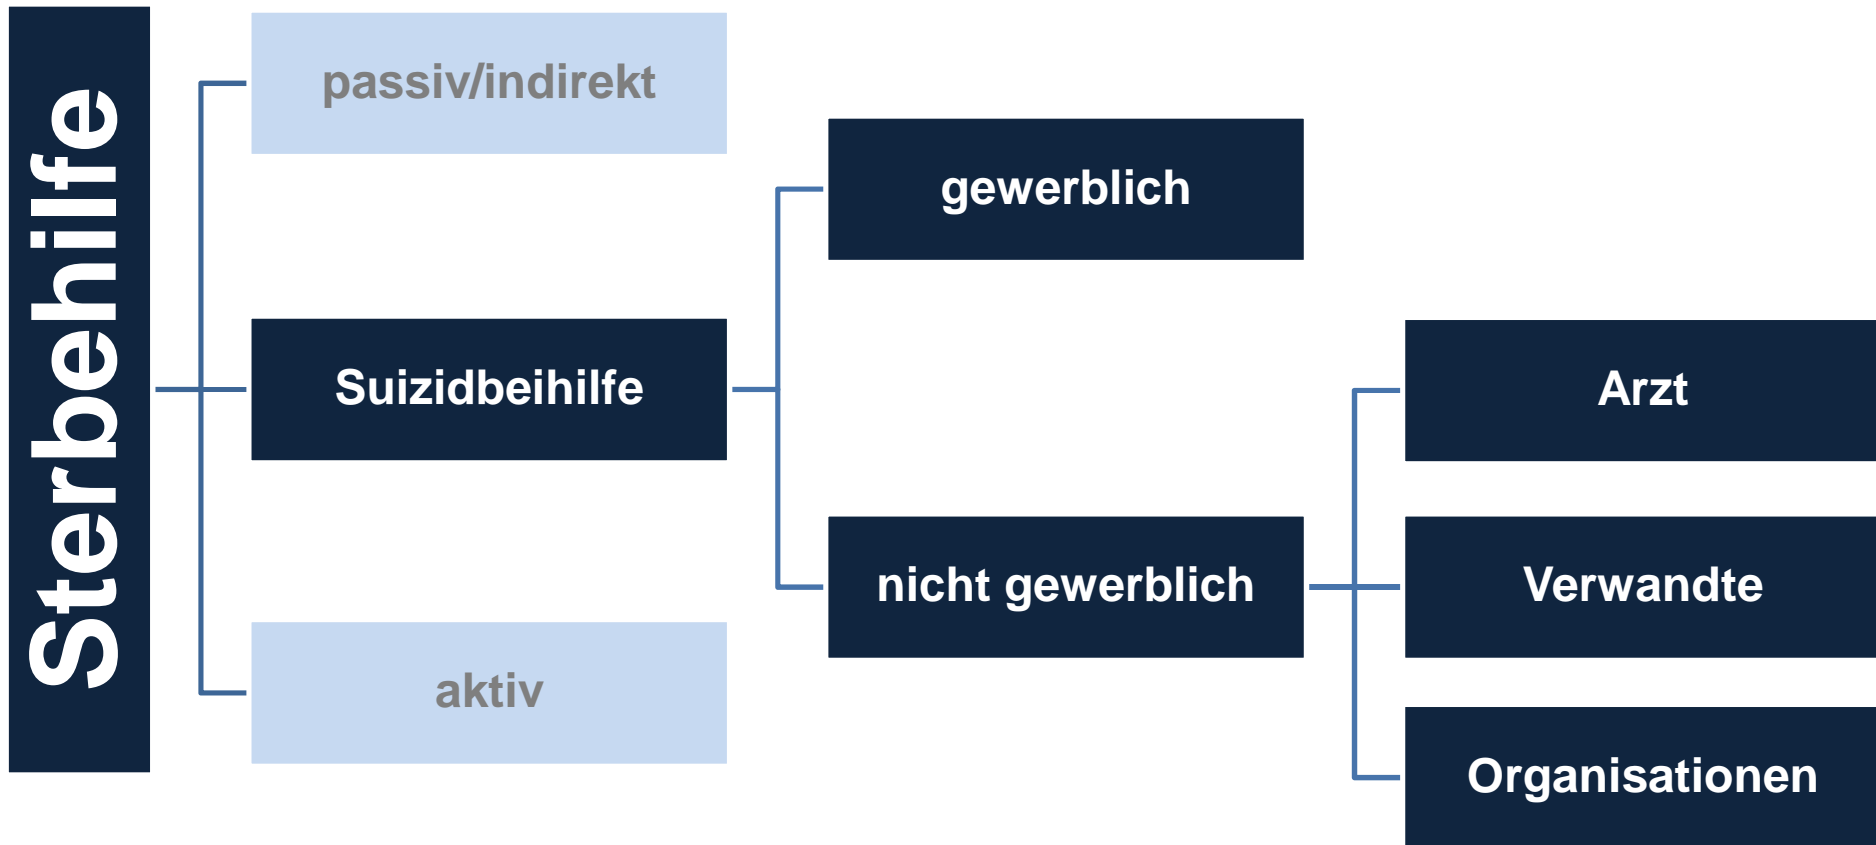 Sterbehilfe
passiv/indirekt
Suizidbeihilfe
aktiv
gewerblich
nicht gewerblich
Arzt
Verwandte
Organisationen